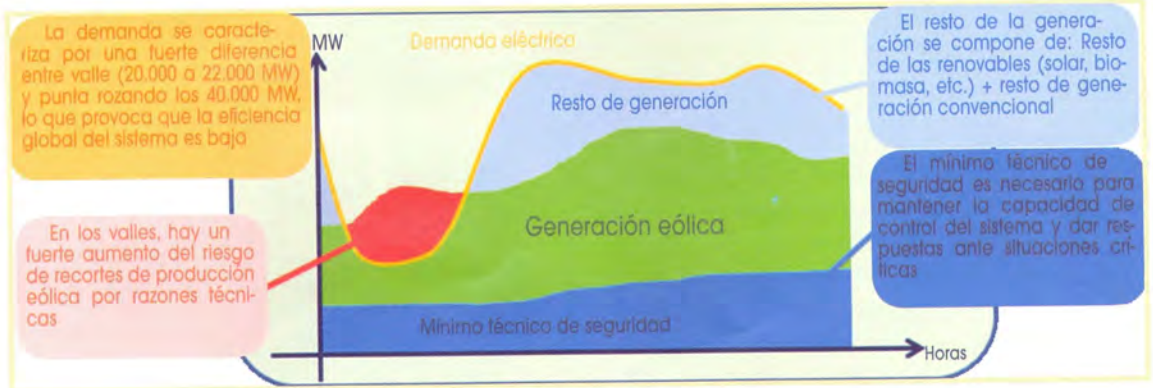 La demanda se caracte-
riza por una fuerte diferencia
entre valle (20.000 a 22.000 MW)
y punta rozando los 40.000 MW,
lo que provoca que la eficiencia
global del sistema es bajo
En los valles, hay un
fuerte aumento del riesgo
de recortes de producción
eólica por razones técni-
cas
MW
Demanda eléctrica
Resto de generación
Generación eólica
Mínimo técnico de seguridad
Horas
El resto de la genera-
ción se compone de: Resto
de las renovables (solar, bio-
masa, etc.) + resto de gene-
ración convencional
El mínimo técnico de
seguridad es necesario para
mantener la capacidad de
control del sistema y dar res-
puestas ante situaciones crí-
ticas